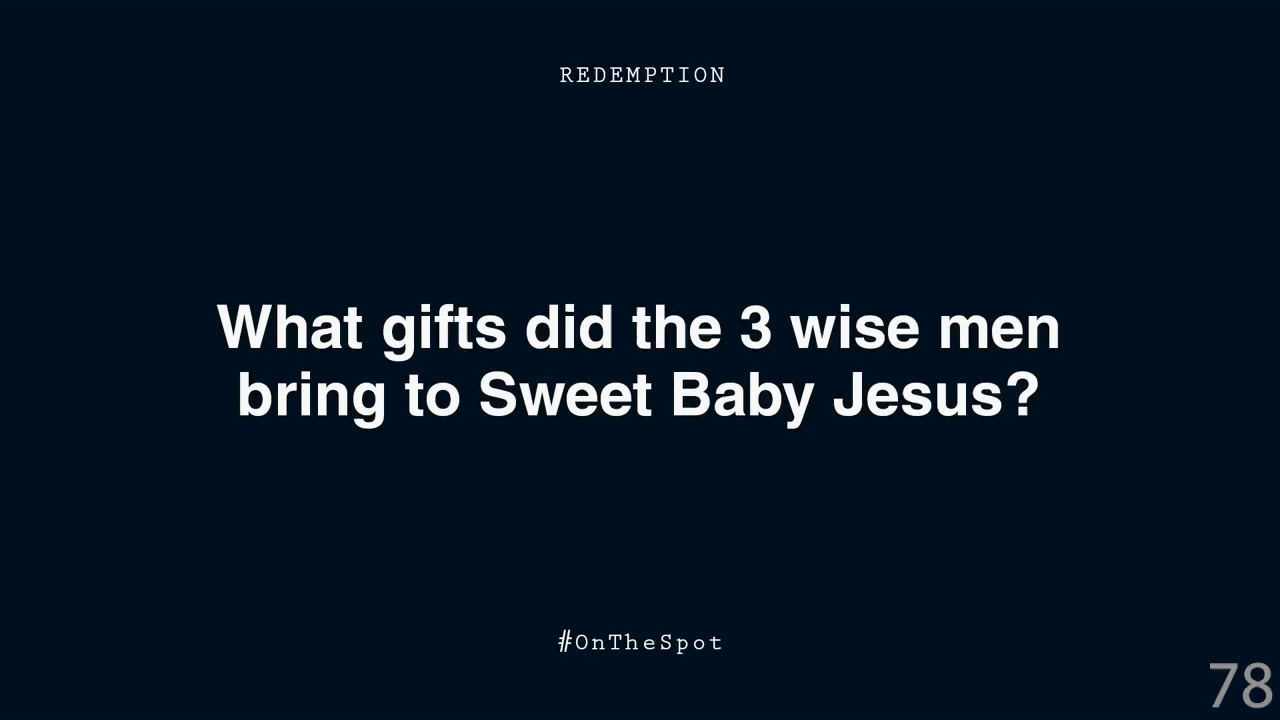 REDEMPTION
What gifts did the 3 wise men
bring to Sweet Baby Jesus?
#OnTheSpot
78